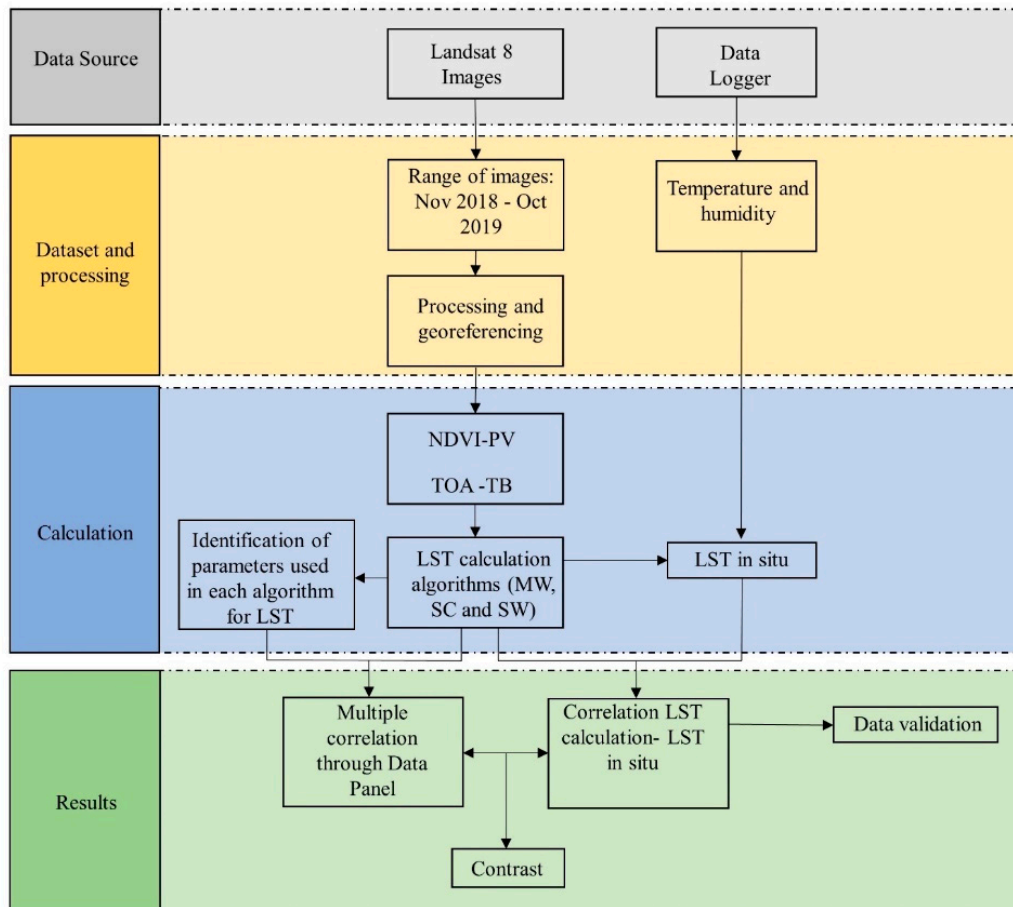 Data Source
Landsat 8
Images
Data
Logger
Dataset and
processing
Range of images:
Nov 2018 - Oct
2019
Temperature and
humidity
Processing and
georeferencing
Calculation
NDVI-PV
TOA -TB
Identification of
parameters used
in each algorithm
for LST
LST calculation
algorithms (MW,
SC and SW)
LST in situ
Results
Multiple
correlation
through Data
Panel
Correlation LST
calculation- LST
in situ
Data validation
Contrast